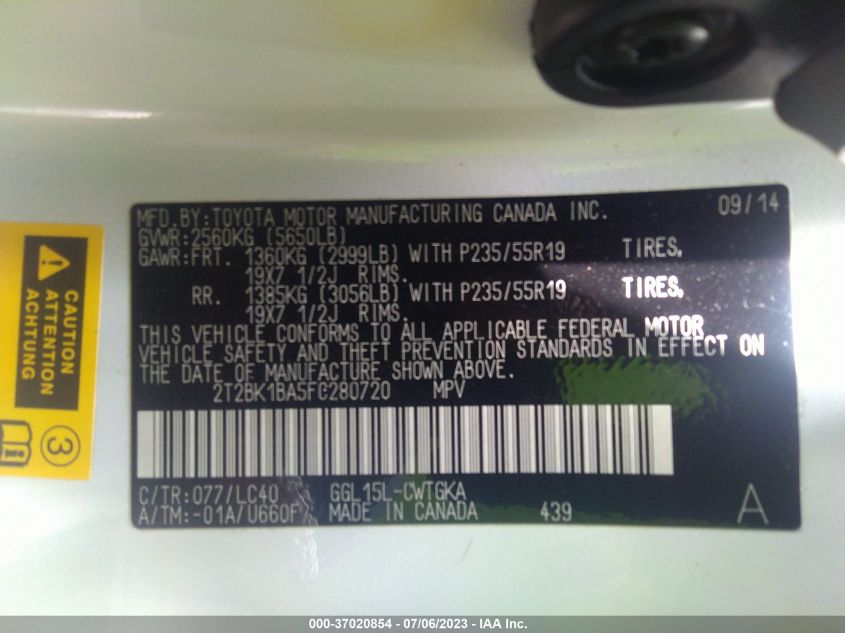 MFD.BY:TOYOTA MOTOR MANUFACTURING CANADA INC. 09/14
GVWR:2560KG (5650LB)
GAWR:FRT. 1360KG (2999LB) WITH P235/55R19 TIRES,
19X7 1/2J RIMS.
RR. 1385KG (3056LB) WITH P235/55R19 TIRES,
19X7 1/2J RIMS.
THIS VEHICLE CONFORMS TO ALL APPLICABLE FEDERAL MOTOR
VEHICLE SAFETY AND THEFT PREVENTION STANDARDS IN EFFECT ON
THE DATE OF MANUFACTURE SHOWN ABOVE.
2T2BK1BA5FC280720 MPV
C/TR:077/LC40 GGL15L-CWTGKA
A/TM:-01A/U660F MADE IN CANADA 439 A
CAUTION
ATTENTION
ACHTUNG
3
000-37020854 - 07/06/2023 - IAA Inc.